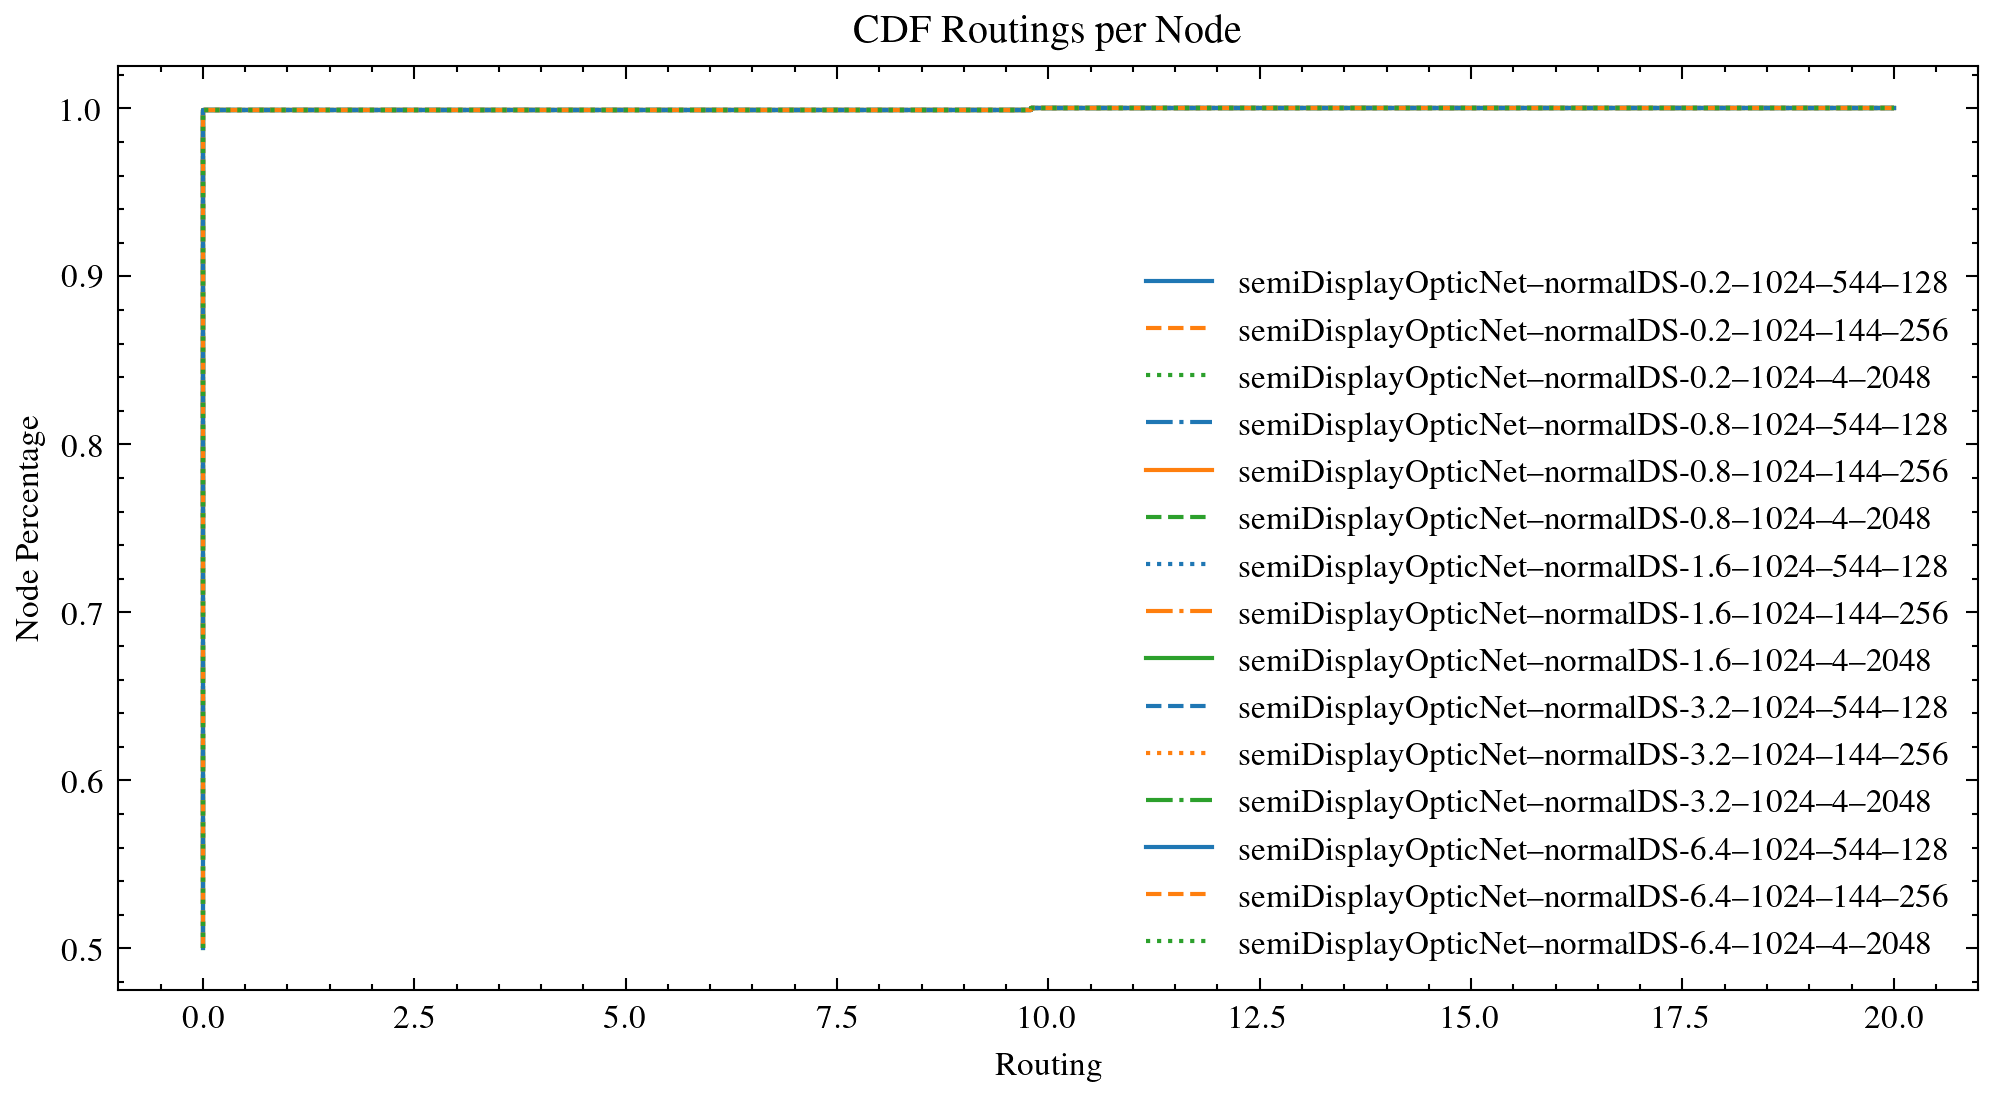 CDF Routings per Node
1.0
0.9
0.8
0.7
0.6
0.5
Node Percentage
semiDisplayOpticNet–normalDS-0.2–1024–544–128
semiDisplayOpticNet–normalDS-0.2–1024–144–256
semiDisplayOpticNet–normalDS-0.2–1024–4–2048
semiDisplayOpticNet–normalDS-0.8–1024–544–128
semiDisplayOpticNet–normalDS-0.8–1024–144–256
semiDisplayOpticNet–normalDS-0.8–1024–4–2048
semiDisplayOpticNet–normalDS-1.6–1024–544–128
semiDisplayOpticNet–normalDS-1.6–1024–144–256
semiDisplayOpticNet–normalDS-1.6–1024–4–2048
semiDisplayOpticNet–normalDS-3.2–1024–544–128
semiDisplayOpticNet–normalDS-3.2–1024–144–256
semiDisplayOpticNet–normalDS-3.2–1024–4–2048
semiDisplayOpticNet–normalDS-6.4–1024–544–128
semiDisplayOpticNet–normalDS-6.4–1024–144–256
semiDisplayOpticNet–normalDS-6.4–1024–4–2048
0.0 2.5 5.0 7.5 10.0 12.5 15.0 17.5 20.0
Routing